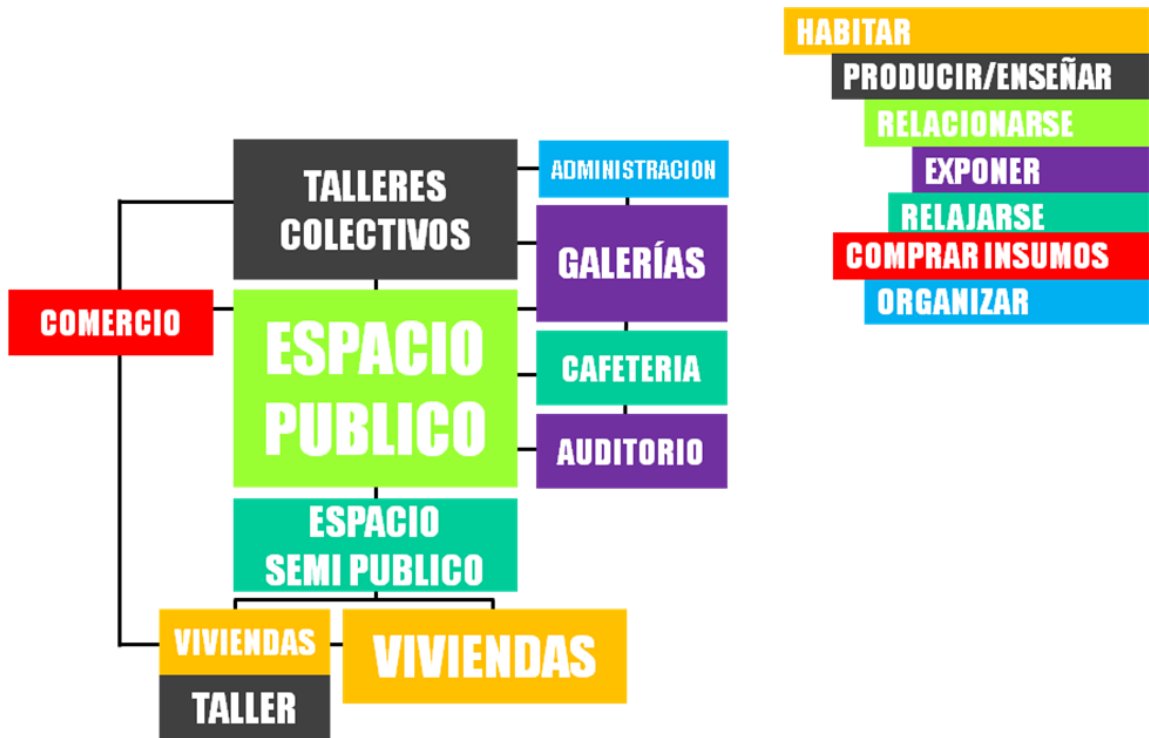 HABITAR
PRODUCIR/ENSEÑAR
RELACIONARSE
EXPONER
RELAJARSE
COMPRAR INSUMOS
ORGANIZAR
TALLERES
COLECTIVOS
ADMINISTRACION
GALERÍAS
COMERCIO
ESPACIO
PUBLICO
CAFETERIA
AUDITORIO
ESPACIO
SEMI PUBLICO
VIVIENDAS
TALLER
VIVIENDAS